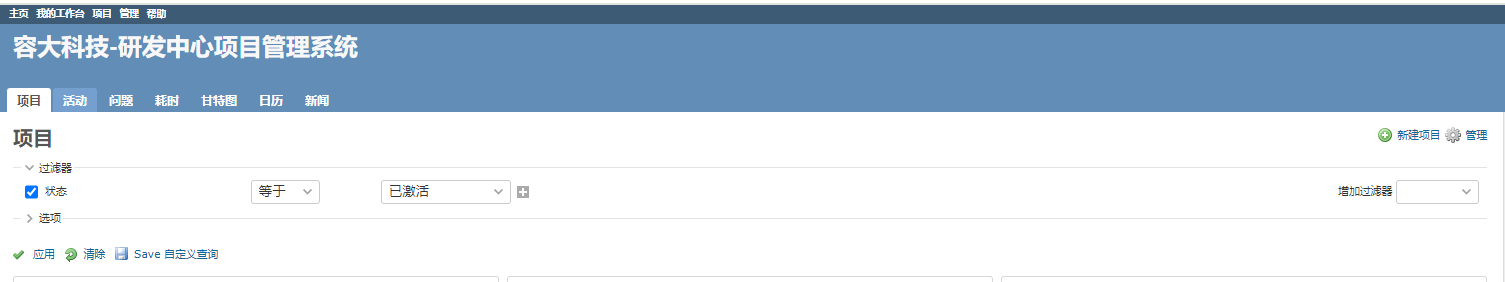 主页 我的工作台 项目 管理 帮助
容大科技-研发中心项目管理系统
项目 活动 问题 耗时 甘特图 日历 新闻
项目 新建项目 管理
过滤器
状态 等于 已激活 增加过滤器
选项
应用 清除 Save 自定义查询